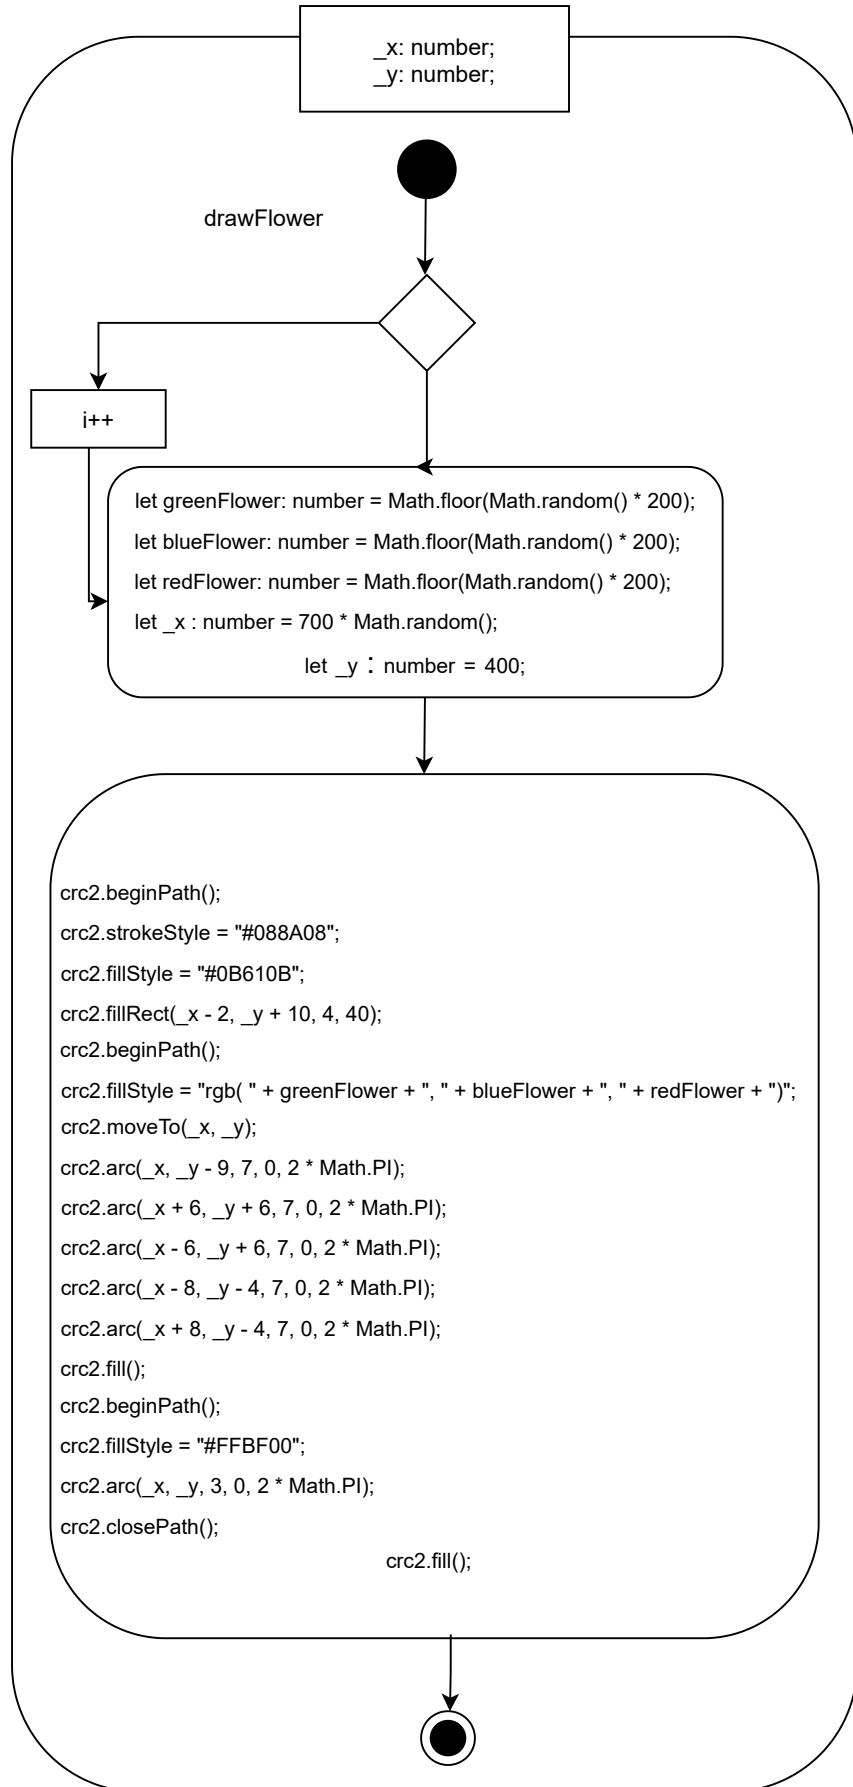 _x: number;
_y: number;
drawFlower
i++
let greenFlower: number = Math.floor(Math.random() * 200);
let blueFlower: number = Math.floor(Math.random() * 200);
let redFlower: number = Math.floor(Math.random() * 200);
let _x : number = 700 * Math.random();
let _y : number = 400;
crc2.beginPath();
crc2.strokeStyle = "#088A08";
crc2.fillStyle = "#0B610B";
crc2.fillRect(_x - 2, _y + 10, 4, 40);
crc2.beginPath();
crc2.fillStyle = "rgb( " + greenFlower + ", " + blueFlower + ", " + redFlower + ")";
crc2.moveTo(_x, _y);
crc2.arc(_x, _y - 9, 7, 0, 2 * Math.PI);
crc2.arc(_x + 6, _y + 6, 7, 0, 2 * Math.PI);
crc2.arc(_x - 6, _y + 6, 7, 0, 2 * Math.PI);
crc2.arc(_x - 8, _y - 4, 7, 0, 2 * Math.PI);
crc2.arc(_x + 8, _y - 4, 7, 0, 2 * Math.PI);
crc2.fill();
crc2.beginPath();
crc2.fillStyle = "#FFBF00";
crc2.arc(_x, _y, 3, 0, 2 * Math.PI);
crc2.closePath();
crc2.fill();